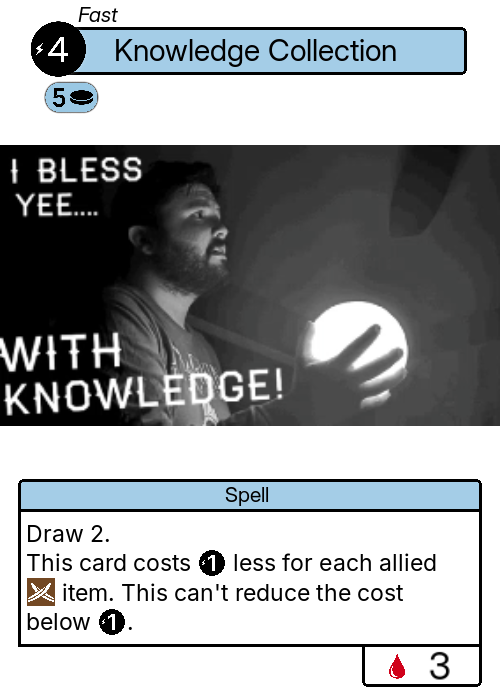 Fast
4 Knowledge Collection
5
I BLESS
YEE....
WITH
KNOWLEDGE!
Spell
Draw 2.
This card costs 1 less for each allied
item. This can't reduce the cost
below 1.
3